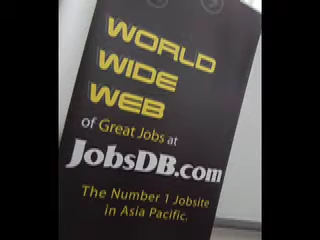 WORLD
WIDE
WEB
of Great Jobs at
JobsDB.com
The Number 1 Jobsite
in Asia Pacific.